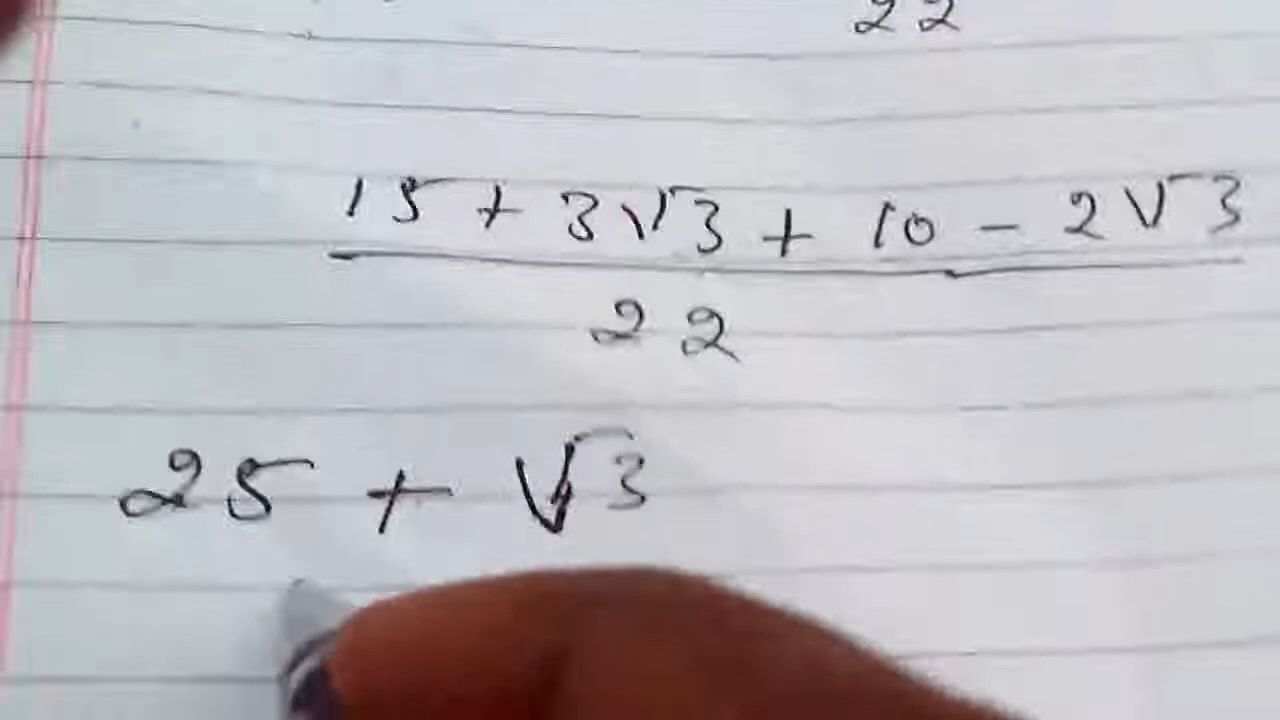 22
15 + 3√3 + 10 - 2√3
22
25 + √3